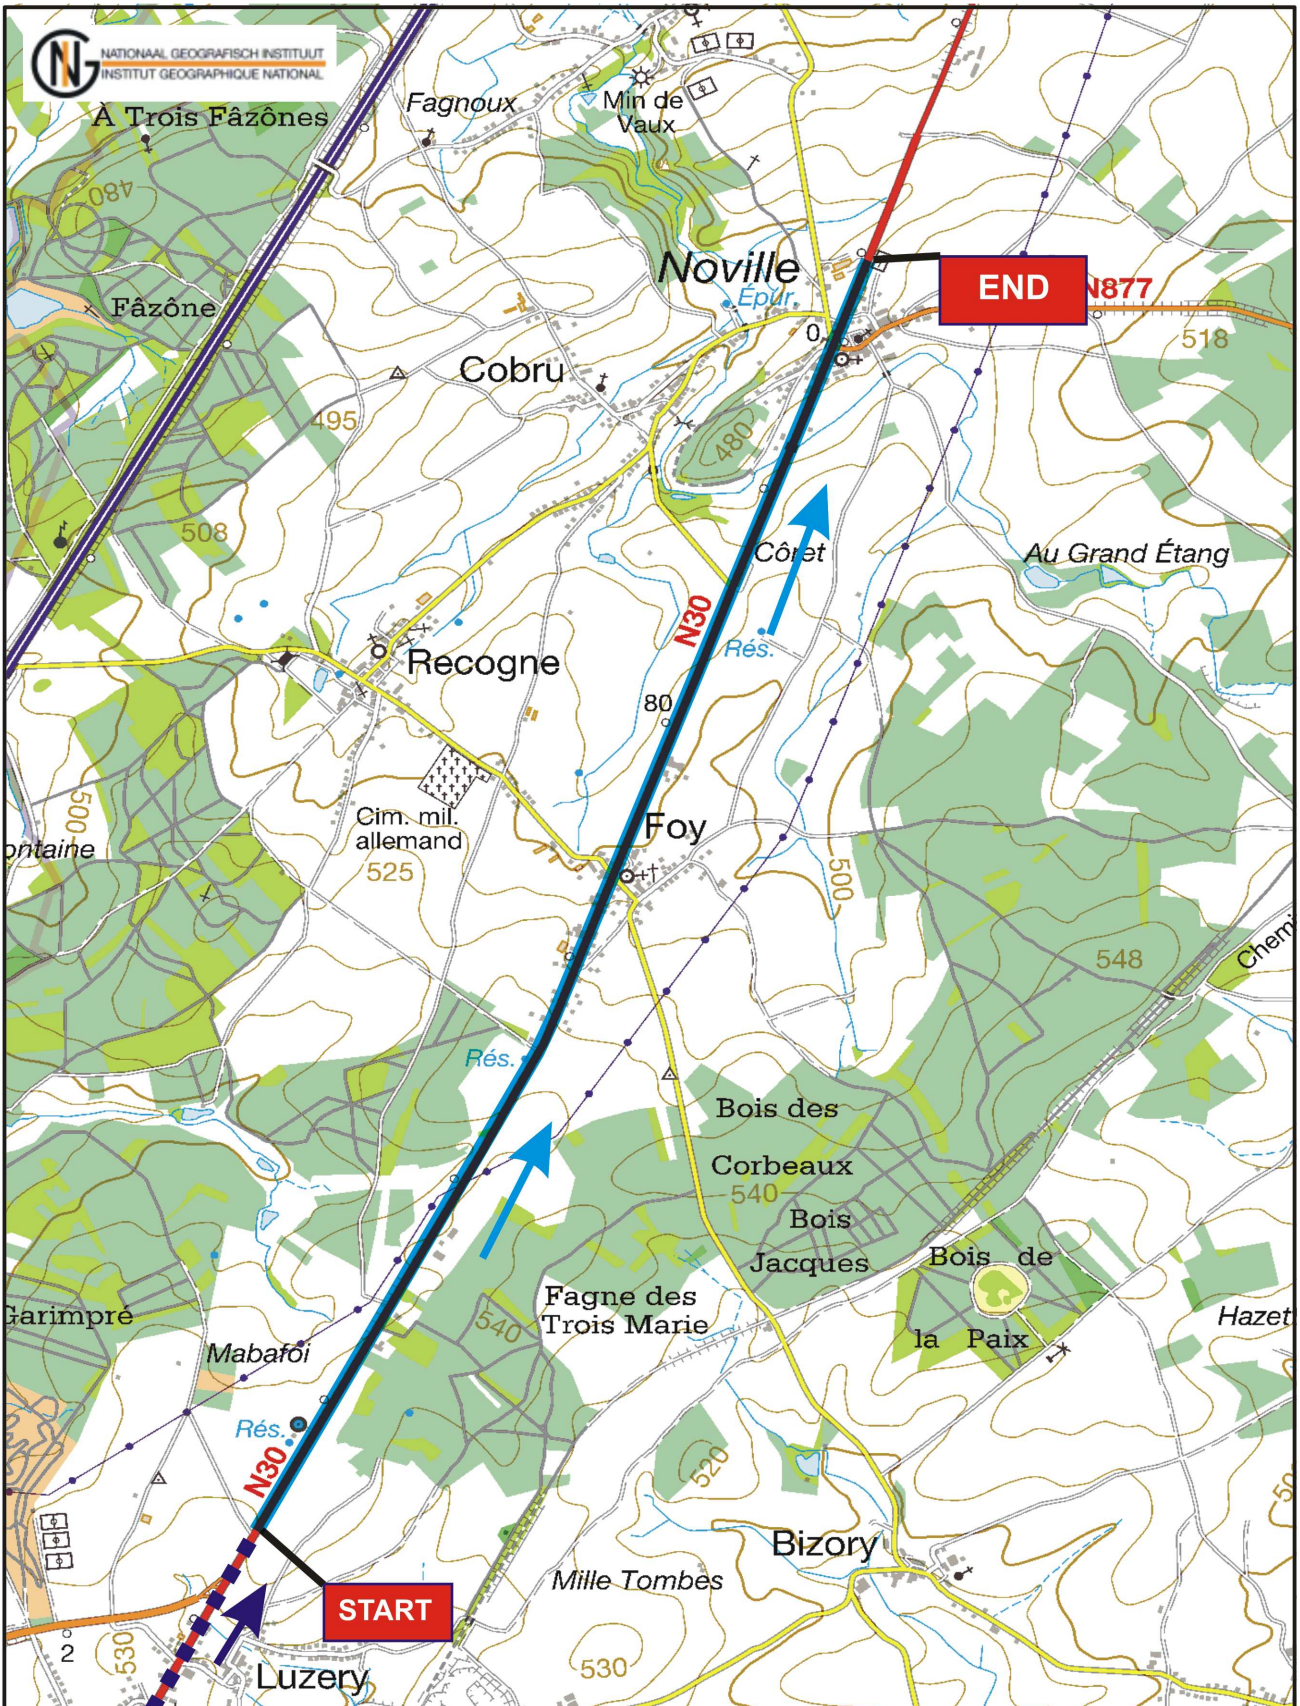 NATIONAAL GEOGRAFISCH INSTITUUT
INSTITUT GEOGRAPHIQUE NATIONAL
À Trois Fâzônes
Fagnoux
Min de
Vaux
480
Noville
END
N877
Épur.
Fâzône
0
518
Cobru
495
480
508
Côret
Au Grand Étang
N30
Rés.
Recogne
80
500
Cim. mil.
allemand
Foy
ontaine
525
500
548
Chemi
Rés.
Bois des
Corbeaux
540
Bois
Jacques
Bois de
la Paix
Garimpré
Fagne des
Trois Marie
540
Hazet
Mabafoi
Rés.
N30
520
50
Bizory
START
Mille Tombes
2
530
Luzery
530